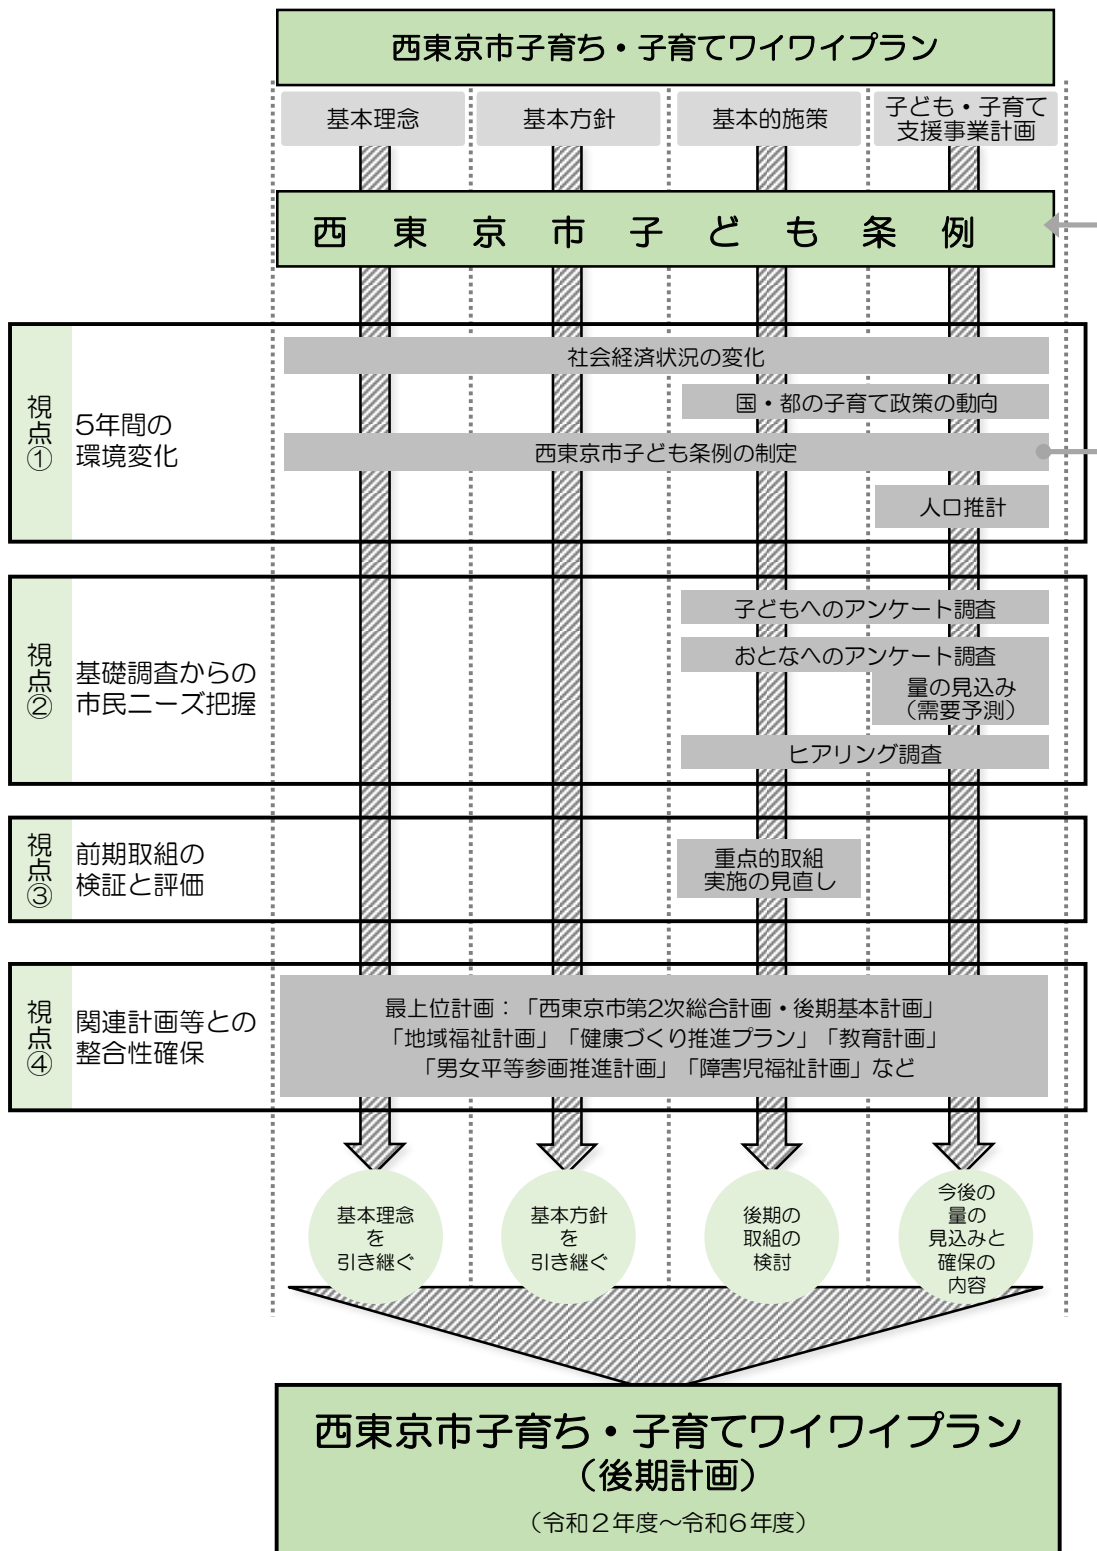 西東京市子育ち・子育てワイワイプラン
基本理念
基本方針
基本的施策
子ども・子育て
支援事業計画
西東京市子ども条例
視点①
5年間の
環境変化
社会経済状況の変化
国・都の子育て政策の動向
西東京市子ども条例の制定
人口推計
視点②
基礎調査からの
市民ニーズ把握
子どもへのアンケート調査
おとなへのアンケート調査
量の見込み
（需要予測）
ヒアリング調査
視点③
前期取組の
検証と評価
重点的取組
実施の見直し
視点④
関連計画等との
整合性確保
最上位計画：「西東京市第2次総合計画・後期基本計画」
「地域福祉計画」「健康づくり推進プラン」「教育計画」
「男女平等参画推進計画」「障害児福祉計画」など
基本理念
を
引き継ぐ
基本方針
を
引き継ぐ
後期の
取組の
検討
今後の
量の
見込みと
確保の
内容
西東京市子育ち・子育てワイワイプラン
（後期計画）
（令和２年度～令和６年度）